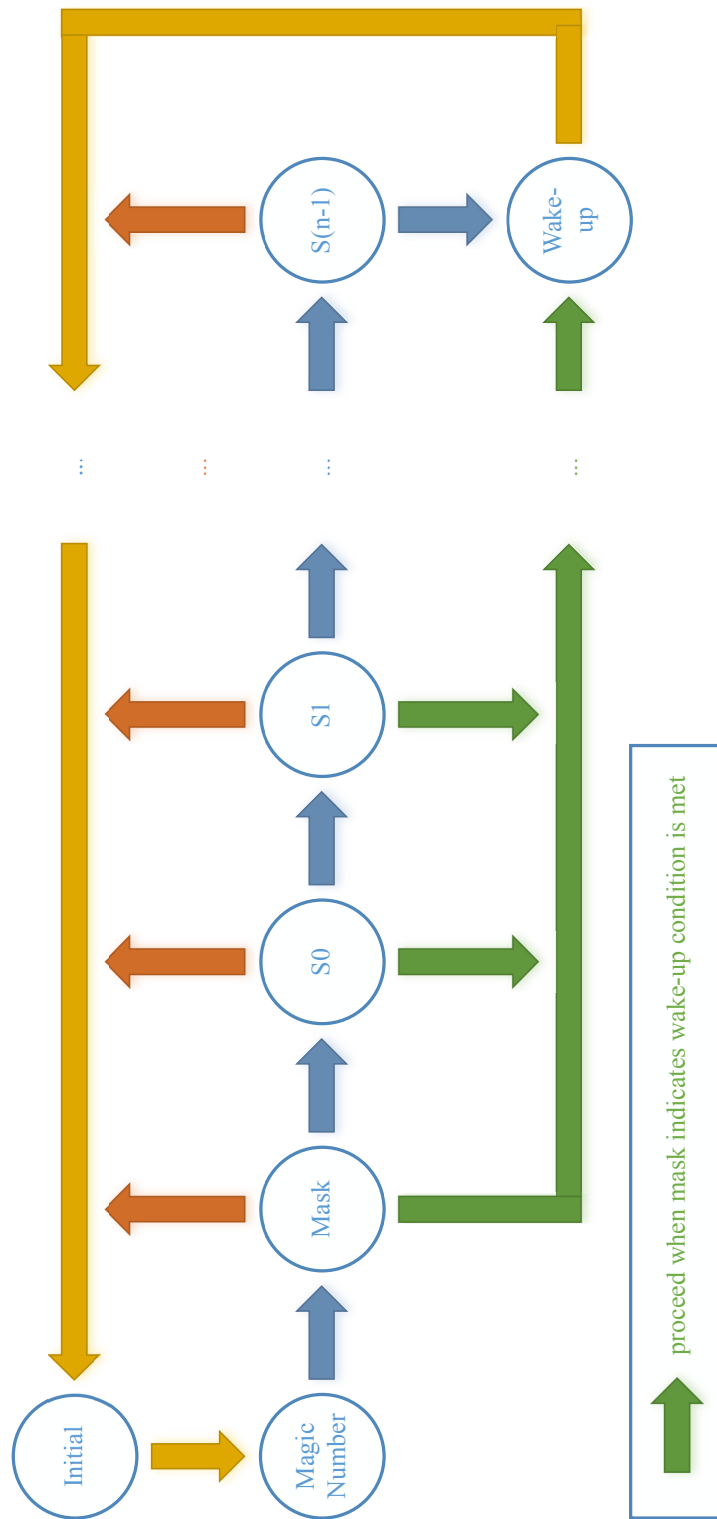 Initial
...
...
Magic
Number
Mask
S0
S1
...
S(n-1)
...
Wake-
up
proceed when mask indicates wake-up condition is met